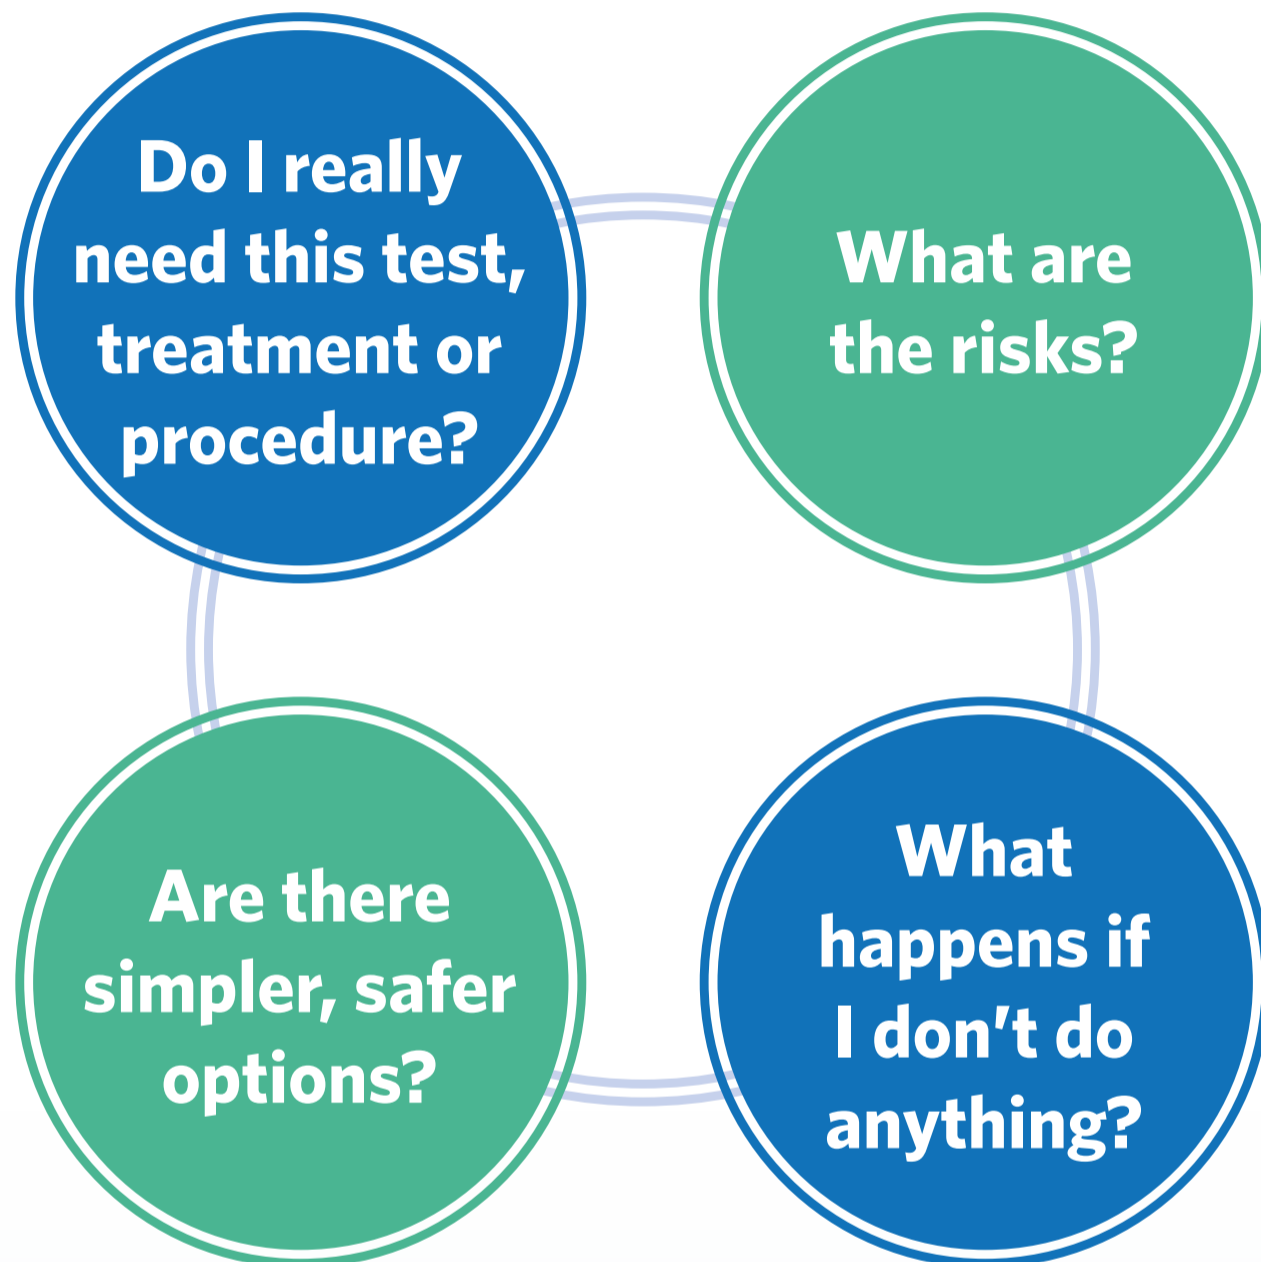 Do I really
need this test,
treatment or
procedure?
What are
the risks?
Are there
simpler, safer
options?
What
happens if
I don’t do
anything?